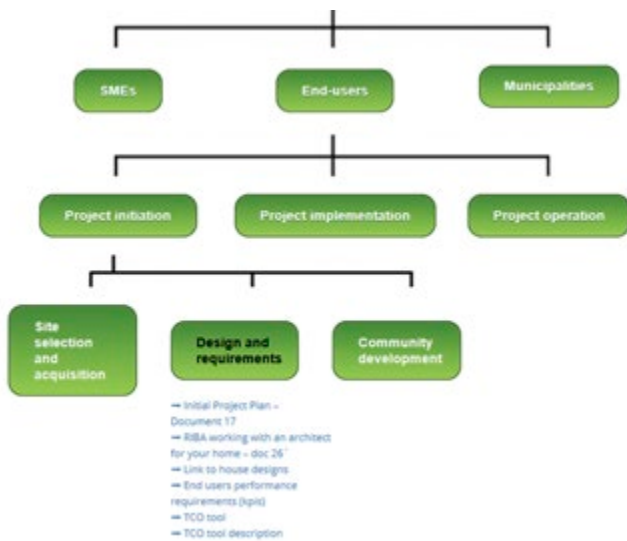 SMEs
End-users
Municipalities
Project initiation
Project implementation
Project operation
Site
selection
and
acquisition
Design and
requirements
Community
development
→ Initial Project Plan –
Document 17
→ RIBA working with an architect
for your home – doc 26´
→ Link to house designs
→ End users performance
requirements (kpis)
→ TCO tool
→ TCO tool description